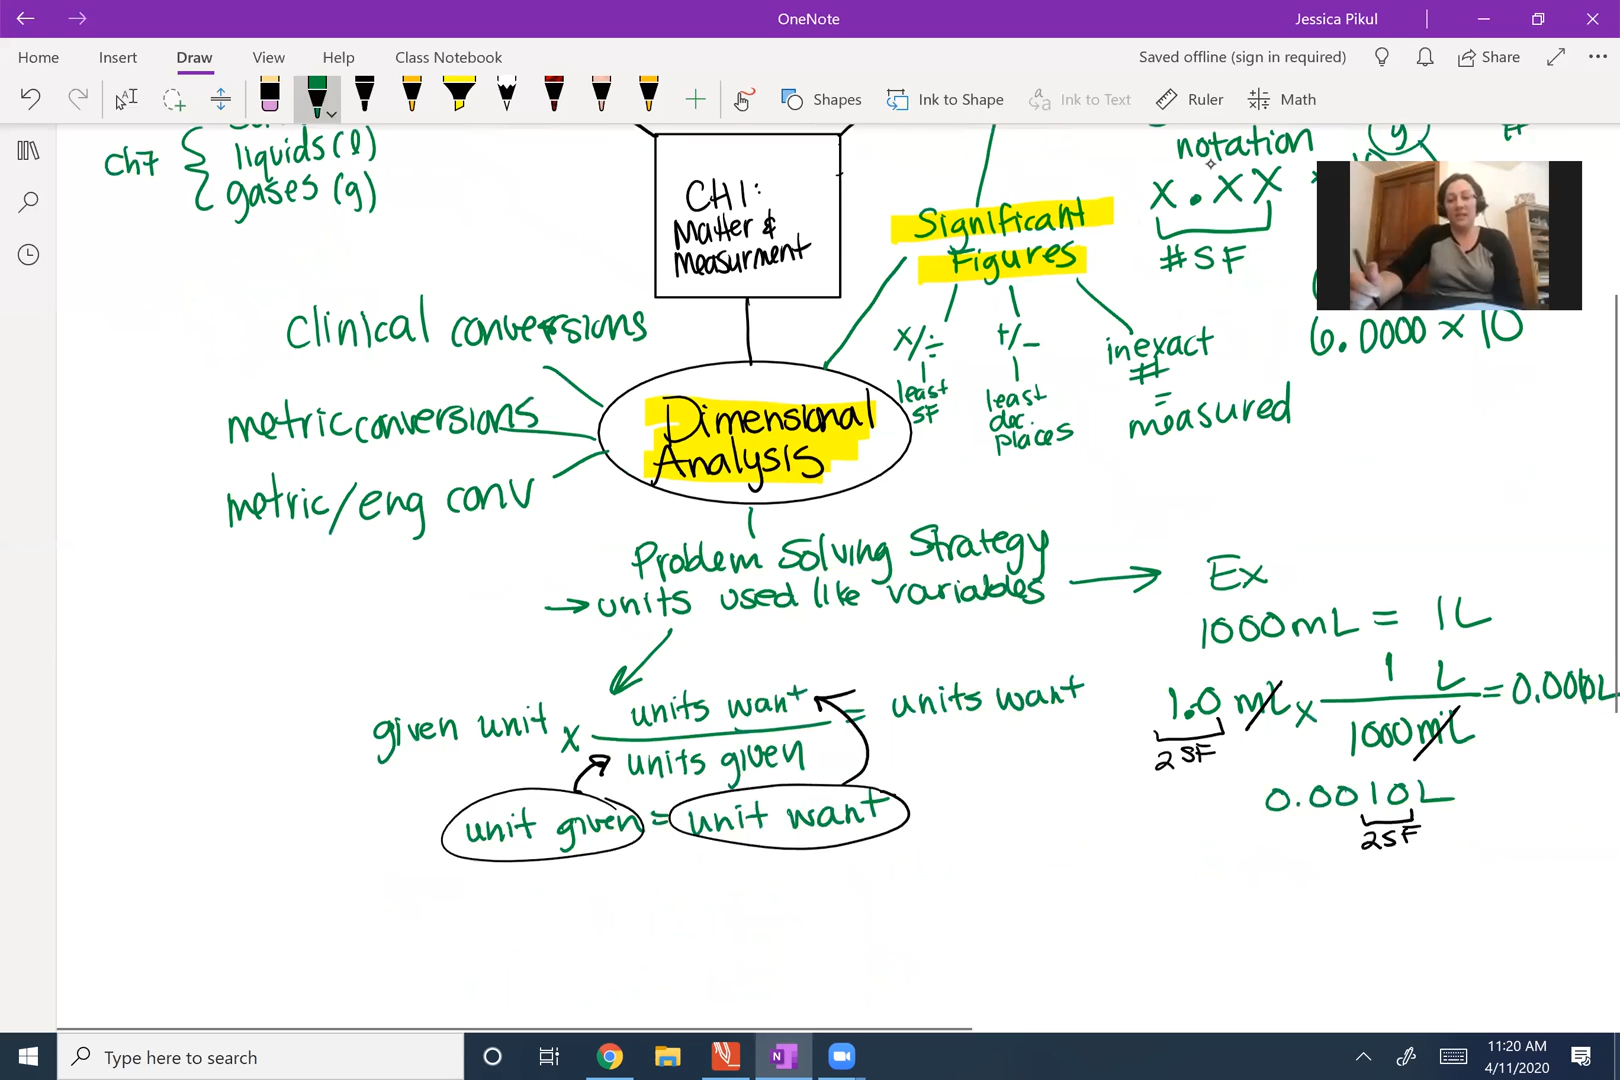 OneNote
Jessica Pikul
Home Insert Draw View Help Class Notebook
Saved offline (sign in required)
Share
Shapes
Ink to Shape
Ink to Text
Ruler
Math
Ch7
liquids (l)
gases (g)
CH1:
Matter &
Measurment
Significant
Figures
x/÷
least
SF
+/-
least
dec
places
inexact
#
=
measured
notation
x.xx
#SF
6.0000 x 10
Clinical conversions
metric conversions
metric/eng conv
Dimensional
Analysis
Problem Solving Strategy
→ units used like variables →
given unit x units want = units want
units given
unit given = unit want
Ex
1000mL = 1L
1.0 mL x 1 L = 0.0010L
1000mL
2SF
0.0010L
2SF
Type here to search
11:20 AM
4/11/2020